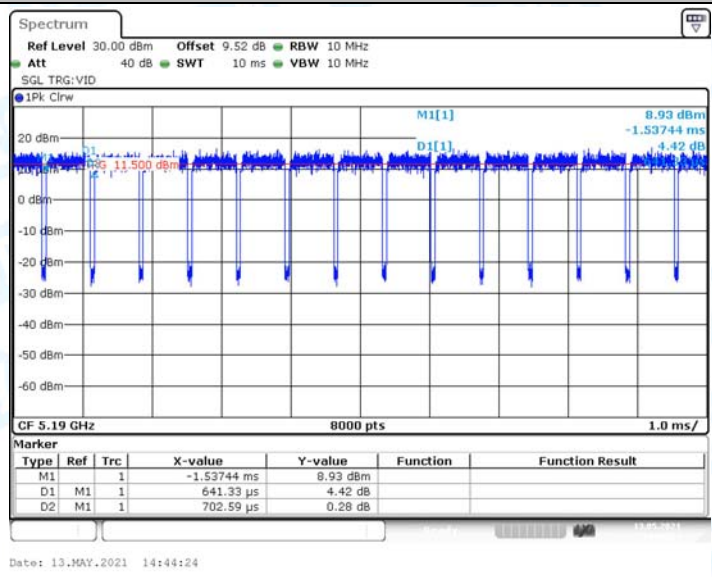 Spectrum
Ref Level 30.00 dBm Offset 9.52 dB RBW 10 MHz
Att 40 dB SWT 10 ms VBW 10 MHz
SGL TRG:VID
1Pk Clrw
M1[1] 8.93 dBm
-1.53744 ms
20 dBm
D1 D1[1] 4.42 dB
11.500 dBm
0 dBm
-10 dBm
-20 dBm
-30 dBm
-40 dBm
-50 dBm
-60 dBm
CF 5.19 GHz 8000 pts 1.0 ms/
Marker
Type Ref Trc X-value Y-value Function Function Result
M1 1 -1.53744 ms 8.93 dBm
D1 M1 1 641.33 µs 4.42 dB
D2 M1 1 702.59 µs 0.28 dB
Date: 13.MAY.2021 14:44:24